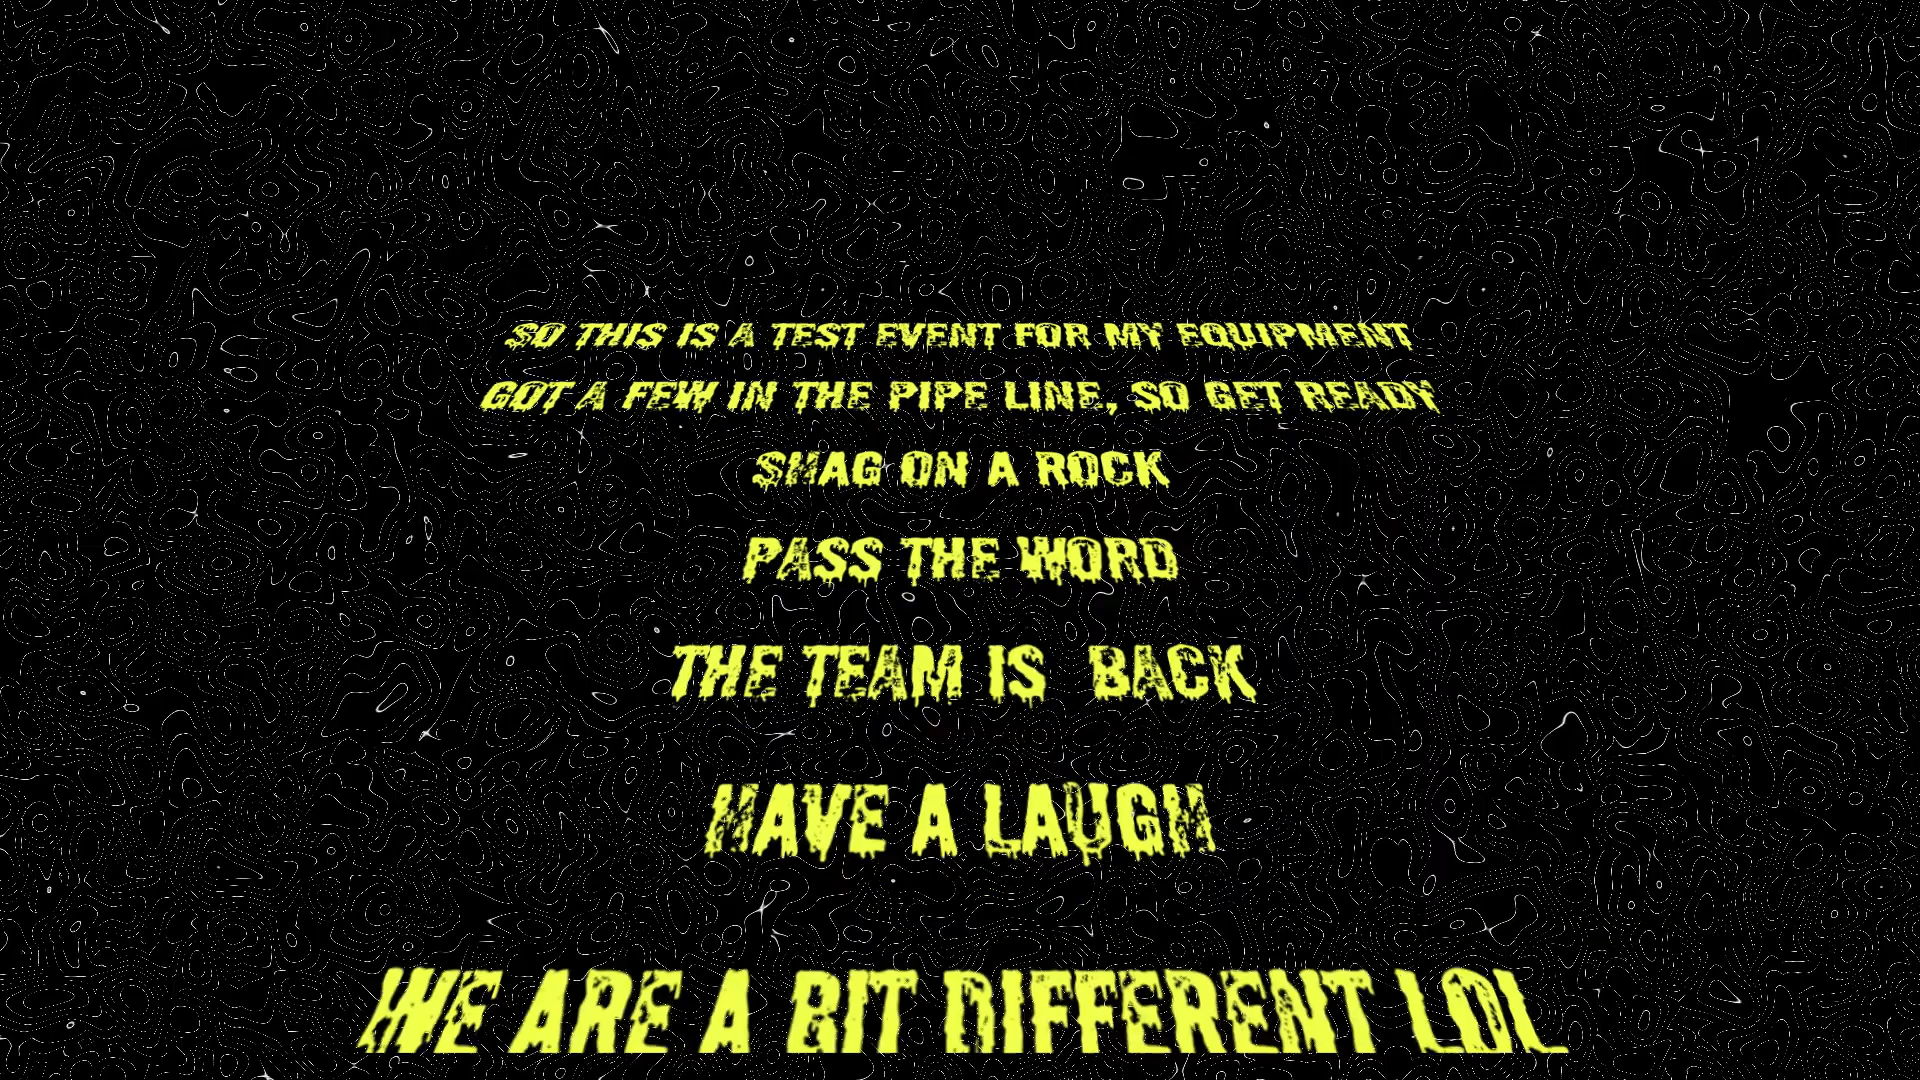 SO THIS IS A TEST EVENT FOR MY EQUIPMENT
GOT A FEW IN THE PIPE LINE, SO GET READY
SHAG ON A ROCK
PASS THE WORD
THE TEAM IS BACK
HAVE A LAUGH
WE ARE A BIT DIFFERENT LOL